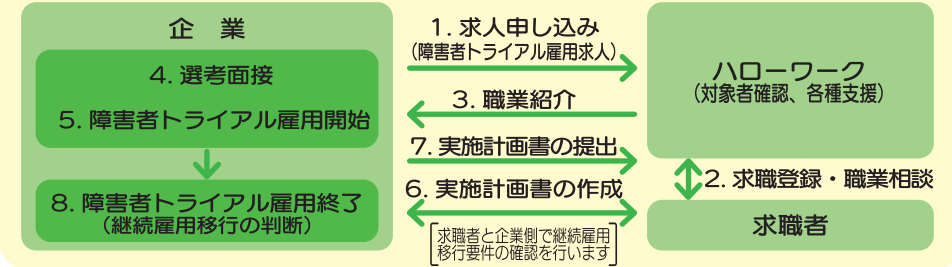 企　業
4. 選考面接
5. 障害者トライアル雇用開始
8. 障害者トライアル雇用終了
（継続雇用移行の判断）
1. 求人申し込み
（障害者トライアル雇用求人）
3. 職業紹介
7. 実施計画書の提出
6. 実施計画書の作成
［求職者と企業側で継続雇用
移行要件の確認を行います］
ハローワーク
（対象者確認、各種支援）
2. 求職登録・職業相談
求職者